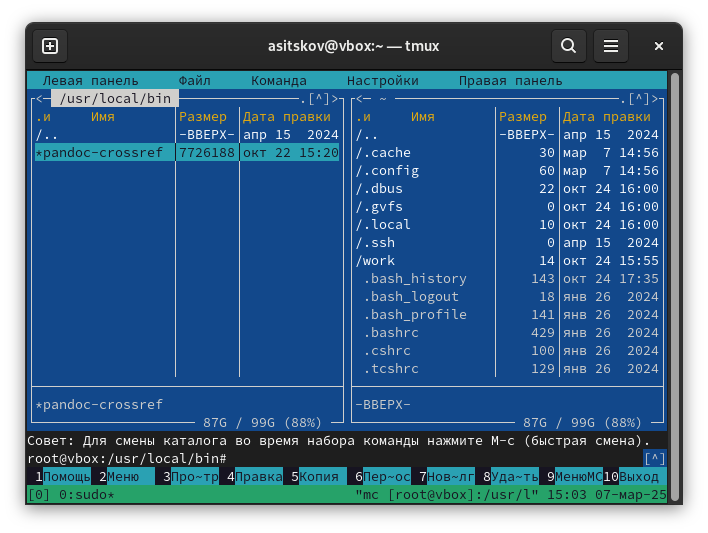 asitskov@vbox:~ — tmux
Левая панель Файл Команда Настройки Правая панель
<— /usr/local/bin .[^]> <— ~ .[^]>
.и Имя Размер Дата правки .и Имя Размер Дата правки
/.. -ВВЕРХ- апр 15 2024 /.. -ВВЕРХ- апр 15 2024
*pandoc-crossref 7726188 окт 22 15:20 /.cache 30 мар 7 14:56
/.config 60 мар 7 14:56
/.dbus 22 окт 24 16:00
/.gvfs 0 окт 24 16:00
/.local 10 окт 24 16:00
/.ssh 0 апр 15 2024
/work 14 окт 24 15:55
.bash_history 143 окт 24 17:35
.bash_logout 18 янв 26 2024
.bash_profile 141 янв 26 2024
.bashrc 429 янв 26 2024
.cshrc 100 янв 26 2024
.tcshrc 129 янв 26 2024
*pandoc-crossref -ВВЕРХ-
87G / 99G (88%) 87G / 99G (88%)
Совет: Для смены каталога во время набора команды нажмите M-c (быстрая смена).
root@vbox:/usr/local/bin# [^]
1Помощь 2Меню 3Про~тр 4Правка 5Копия 6Пер~ос 7Нов~лг 8Уда~ть 9МенюМС 10Выход
[0] 0:sudo* "mc [root@vbox]:/usr/l" 15:03 07-мар-25